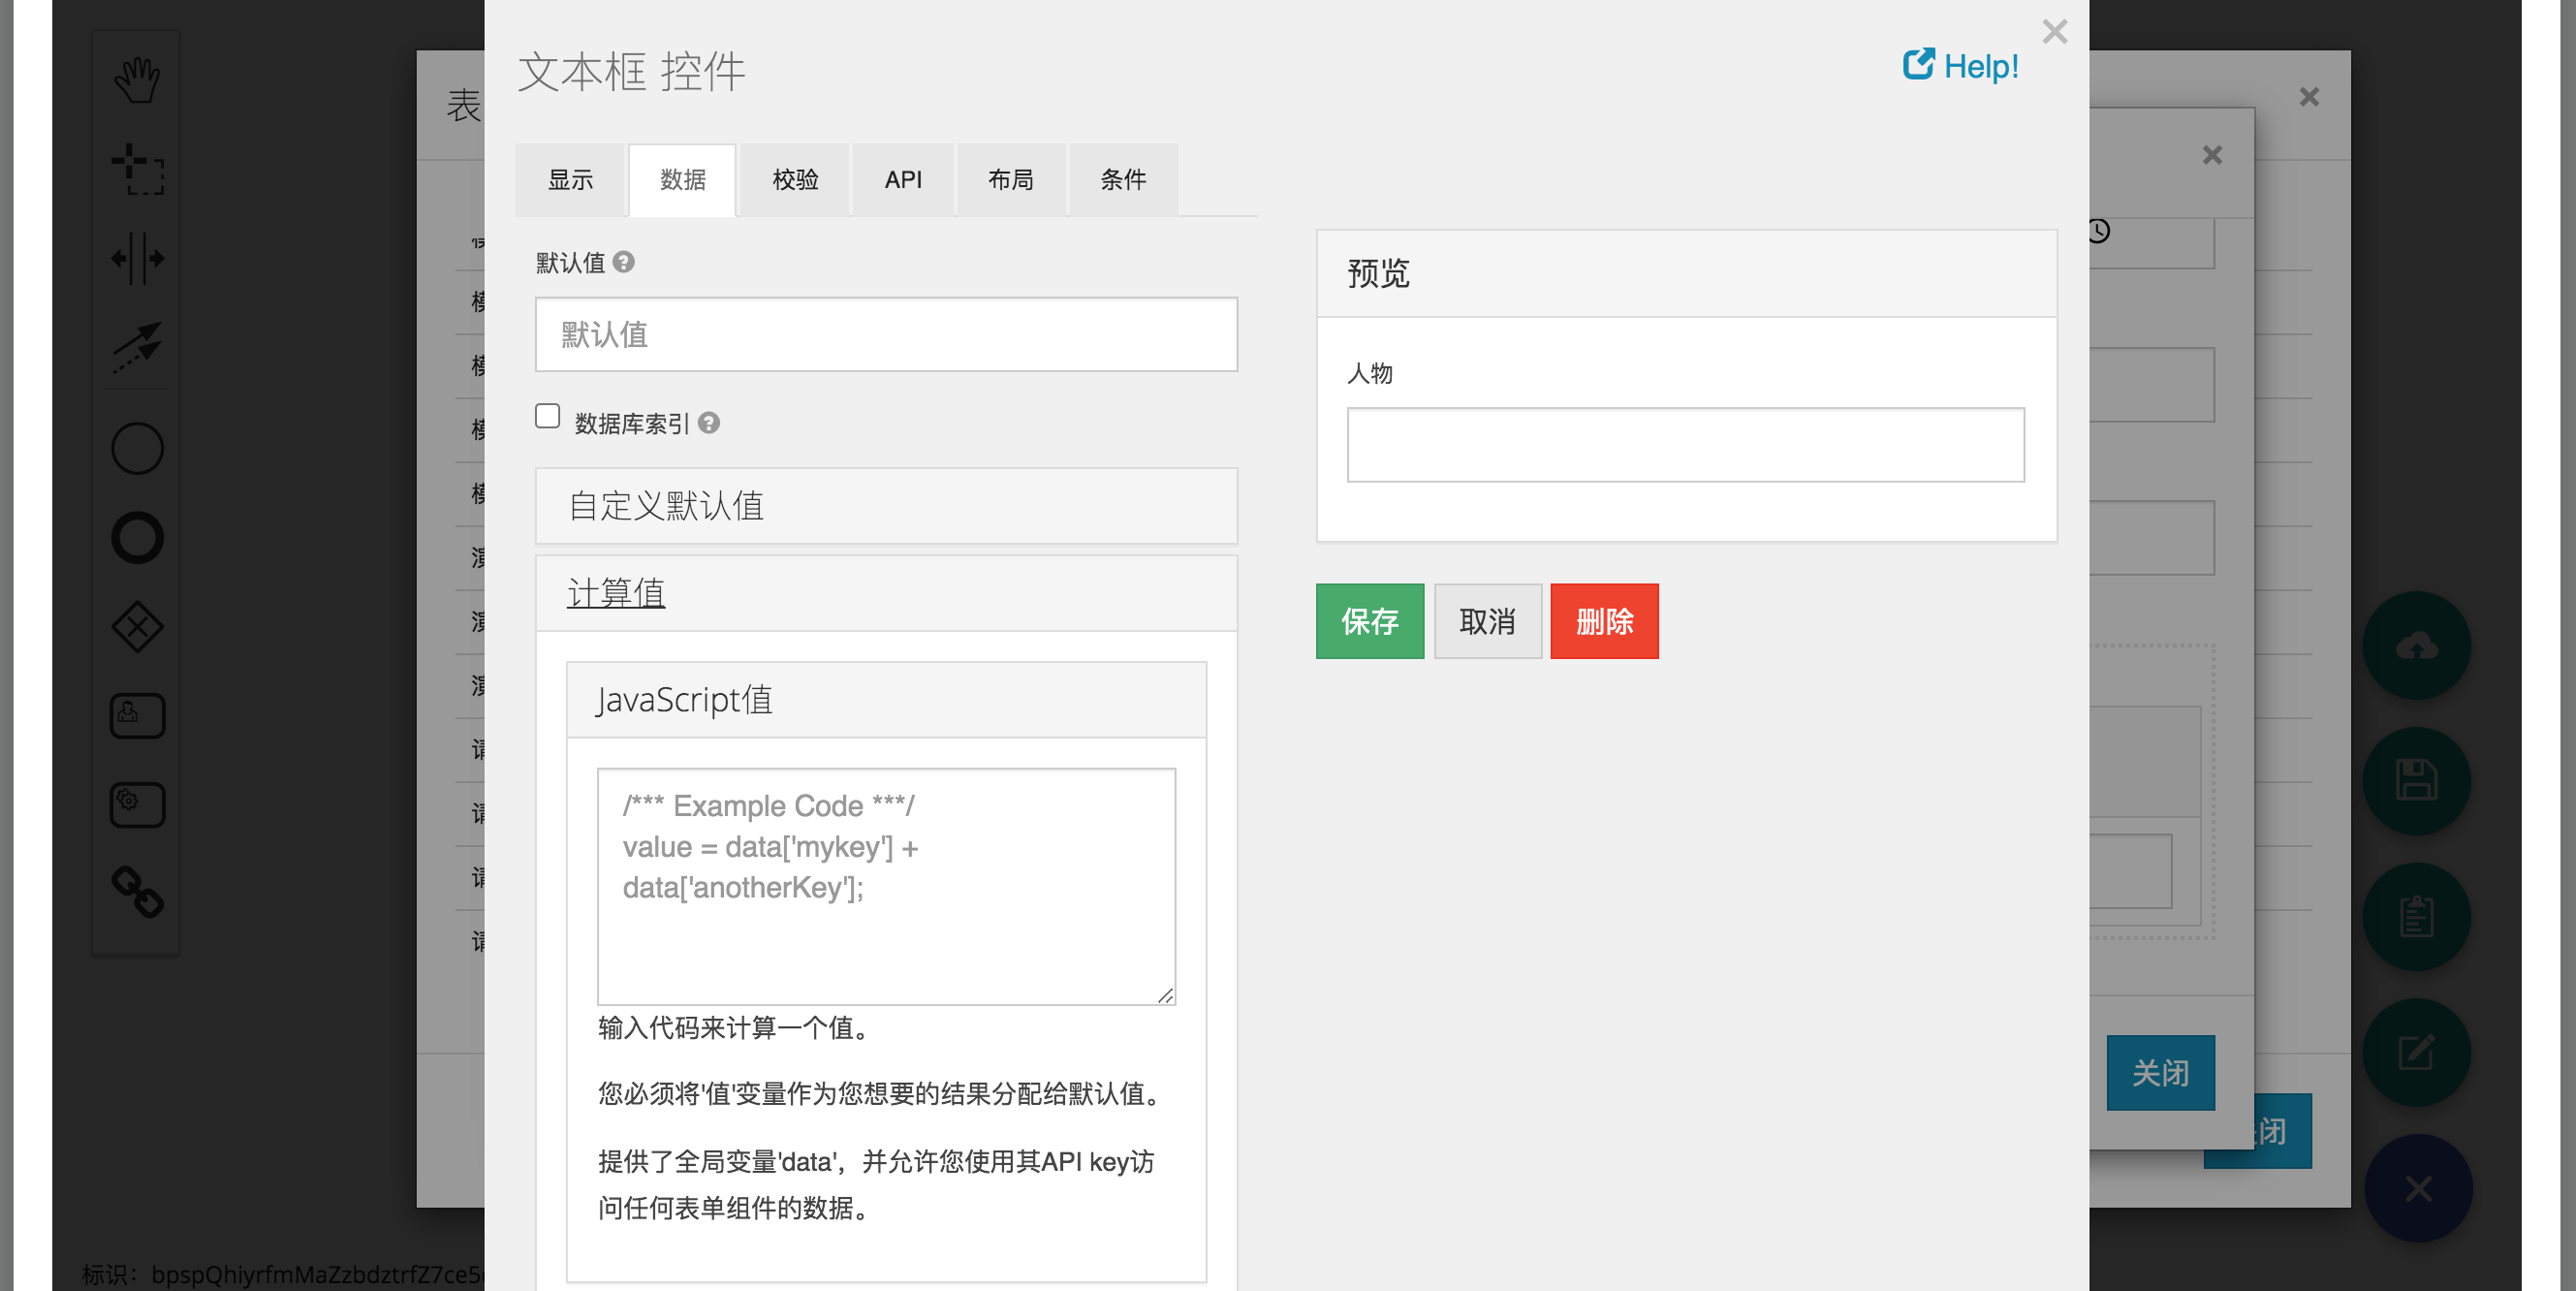 文本框 控件
Help!
表
显示
数据
校验
API
布局
条件
默认值
默认值
数据库索引
自定义默认值
计算值
JavaScript值
/*** Example Code ***/
value = data['mykey'] +
data['anotherKey'];
输入代码来计算一个值。
您必须将'值'变量作为您想要的结果分配给默认值。
提供了全局变量'data'，并允许您使用其API key访
问任何表单组件的数据。
预览
人物
保存
取消
删除
关闭
闭
标识：bpspQhiyrfmMaZzbdztrfZ7ce5